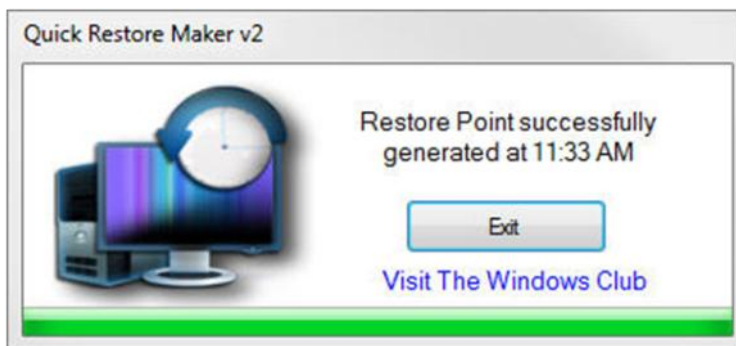 Quick Restore Maker v2
Restore Point successfully
generated at 11:33 AM
Exit
Visit The Windows Club